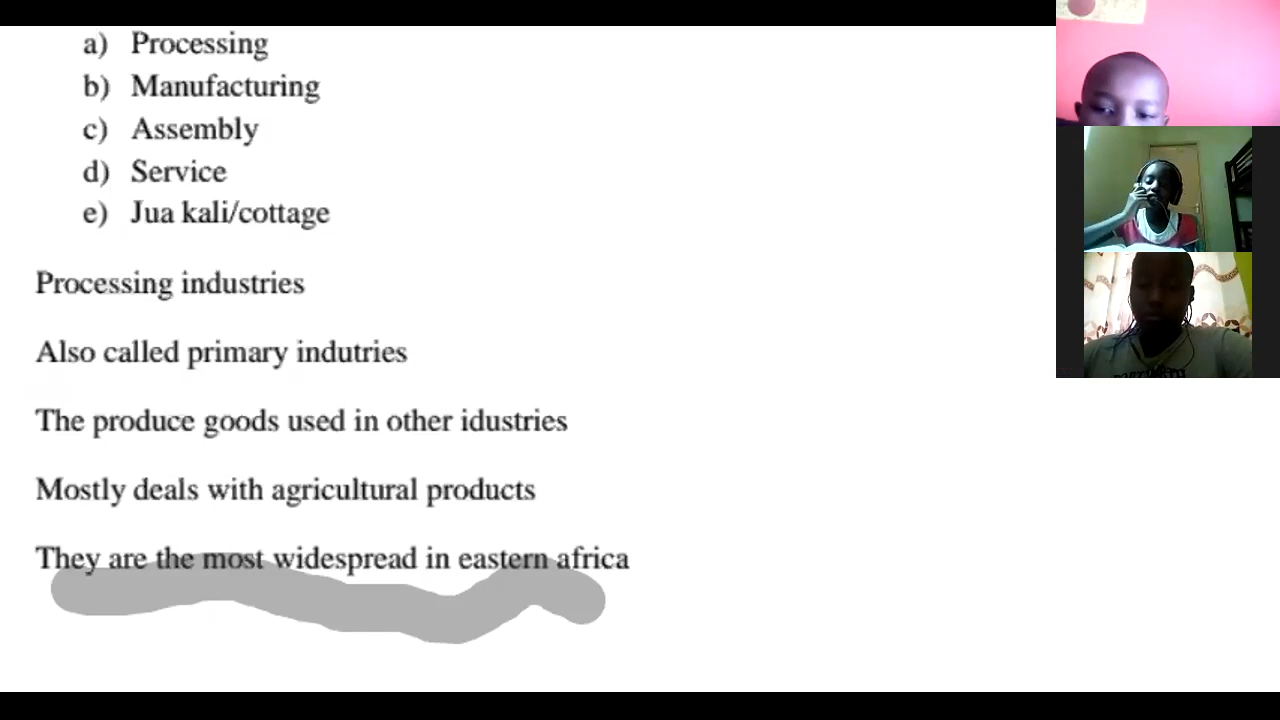 a) Processing
b) Manufacturing
c) Assembly
d) Service
e) Jua kali/cottage
Processing industries
Also called primary indutries
The produce goods used in other idustries
Mostly deals with agricultural products
They are the most widespread in eastern africa